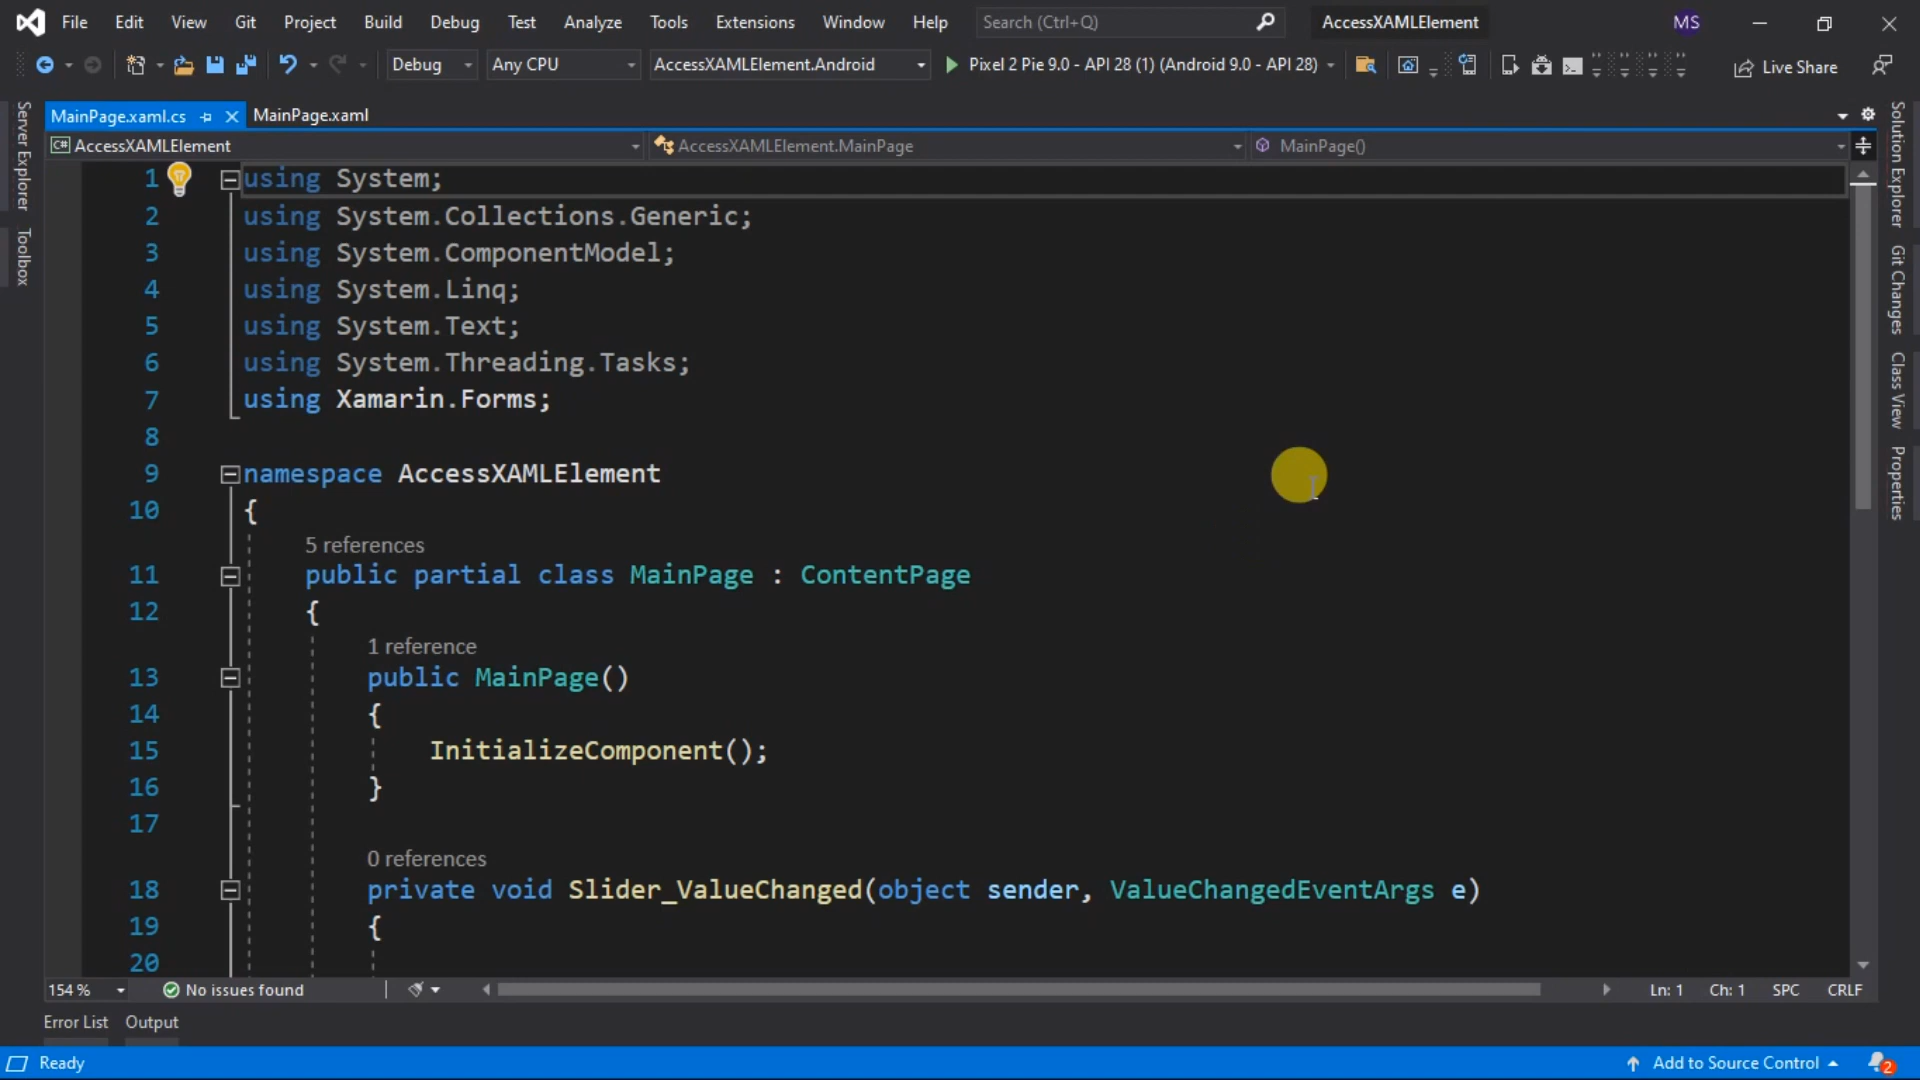 File Edit View Git Project Build Debug Test Analyze Tools Extensions Window Help Search (Ctrl+Q) AccessXAMLElement MS
Debug Any CPU AccessXAMLElement.Android Pixel 2 Pie 9.0 - API 28 (1) (Android 9.0 - API 28) Live Share
MainPage.xaml.cs MainPage.xaml
C# AccessXAMLElement AccessXAMLElement.MainPage MainPage()
Server Explorer
Toolbox
1 using System;
2 using System.Collections.Generic;
3 using System.ComponentModel;
4 using System.Linq;
5 using System.Text;
6 using System.Threading.Tasks;
7 using Xamarin.Forms;
8
9 namespace AccessXAMLElement
10 {
5 references
11 public partial class MainPage : ContentPage
12 {
1 reference
13 public MainPage()
14 {
15 InitializeComponent();
16 }
17
0 references
18 private void Slider_ValueChanged(object sender, ValueChangedEventArgs e)
19 {
20
Solution Explorer
Git Changes
Class View
Properties
154 % No issues found Ln: 1 Ch: 1 SPC CRLF
Error List Output
Ready Add to Source Control 2